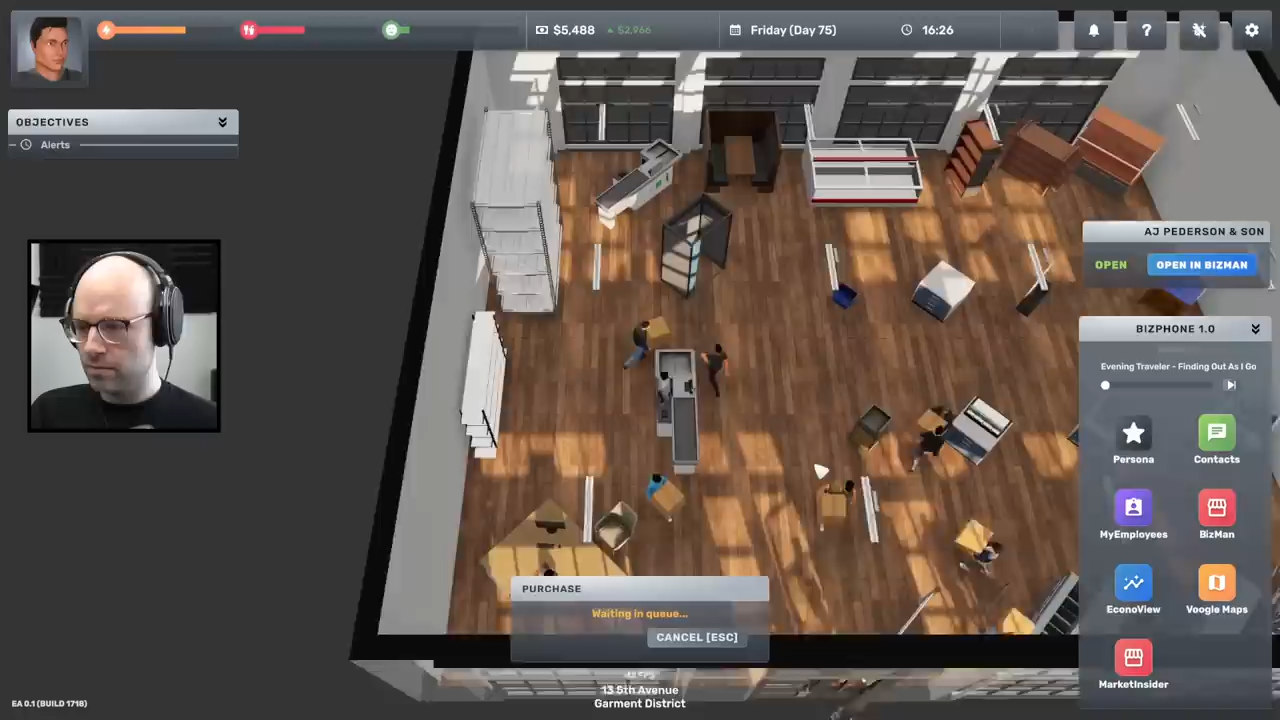 $5,488 ▲ $2,966
Friday (Day 75)
16:26
?
OBJECTIVES
Alerts
AJ PEDERSON & SON
OPEN
OPEN IN BIZMAN
BIZPHONE 1.0
Evening Traveler - Finding Out As I Go
Persona
Contacts
MyEmployees
BizMan
EconoView
Voogle Maps
MarketInsider
PURCHASE
Waiting in queue...
CANCEL [ESC]
13 5th Avenue
Garment District
EA 0.1 (BUILD 1718)